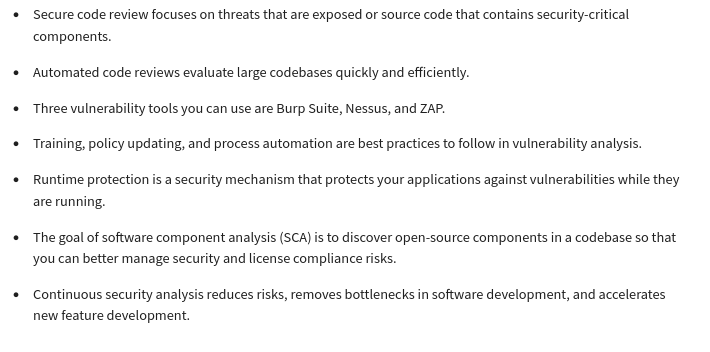 • Secure code review focuses on threats that are exposed or source code that contains security-critical
components.
• Automated code reviews evaluate large codebases quickly and efficiently.
• Three vulnerability tools you can use are Burp Suite, Nessus, and ZAP.
• Training, policy updating, and process automation are best practices to follow in vulnerability analysis.
• Runtime protection is a security mechanism that protects your applications against vulnerabilities while they
are running.
• The goal of software component analysis (SCA) is to discover open-source components in a codebase so that
you can better manage security and license compliance risks.
• Continuous security analysis reduces risks, removes bottlenecks in software development, and accelerates
new feature development.